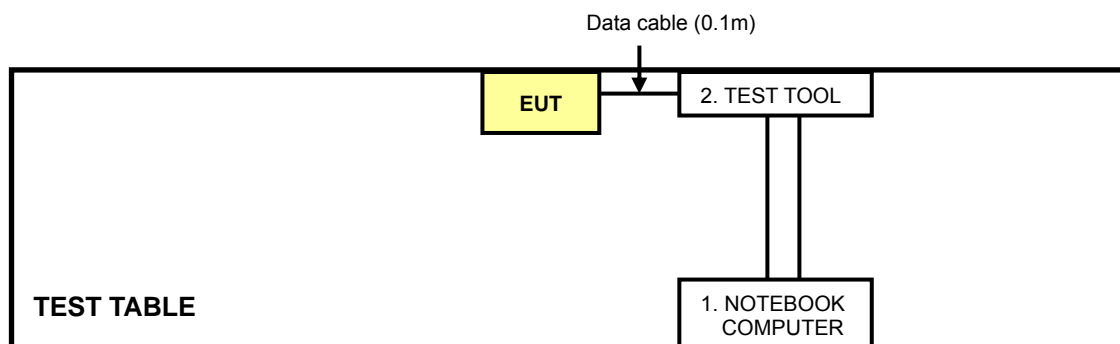 Data cable (0.1m)
EUT
2. TEST TOOL
TEST TABLE
1. NOTEBOOK
COMPUTER